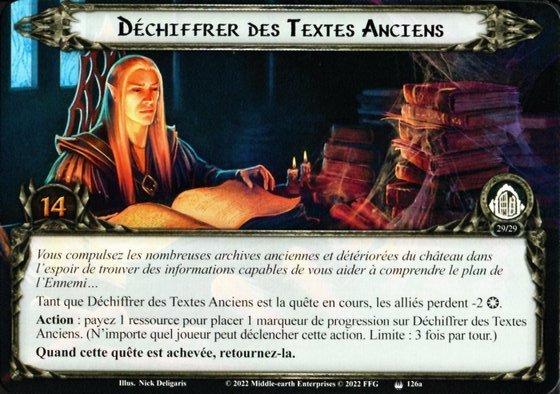 Déchiffrer des Textes Anciens
14
29/29
Vous compulsez les nombreuses archives anciennes et détériorées du château dans
l'espoir de trouver des informations capables de vous aider à comprendre le plan de
l'Ennemi…
Tant que Déchiffrer des Textes Anciens est la quête en cours, les alliés perdent -2
Action : payez 1 ressource pour placer 1 marqueur de progression sur Déchiffrer des Textes
Anciens. (N'importe quel joueur peut déclencher cette action. Limite : 3 fois par tour.)
Quand cette quête est achevée, retournez-la.
Illus. Nick Deligaris © 2022 Middle-earth Enterprises © 2022 FFG 126a